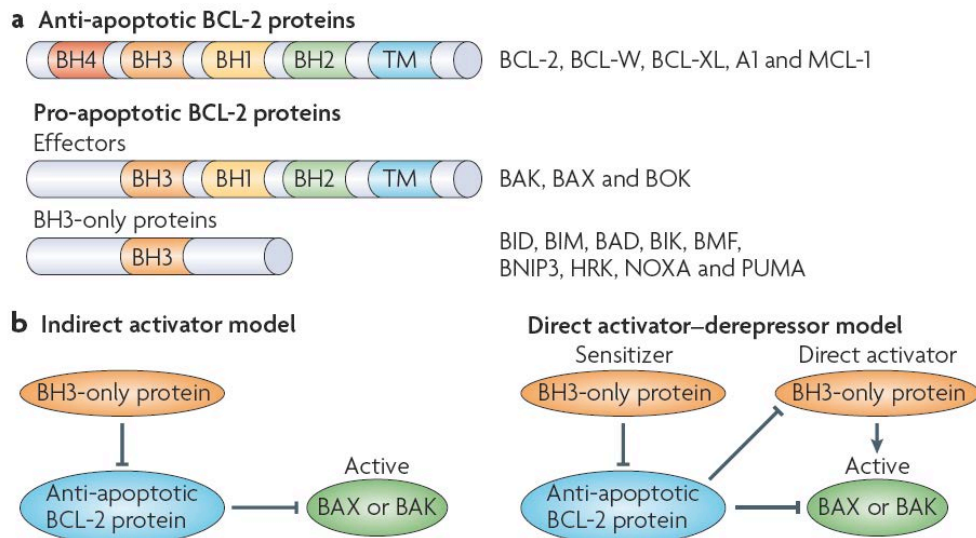 a Anti-apoptotic BCL-2 proteins
BH4 BH3 BH1 BH2 TM
BCL-2, BCL-W, BCL-XL, A1 and MCL-1
Pro-apoptotic BCL-2 proteins
Effectors
BH3 BH1 BH2 TM
BAK, BAX and BOK
BH3-only proteins
BH3
BID, BIM, BAD, BIK, BMF,
BNIP3, HRK, NOXA and PUMA
b Indirect activator model
BH3-only protein
Anti-apoptotic
BCL-2 protein
Active
BAX or BAK
Direct activator–derepressor model
Sensitizer
BH3-only protein
Direct activator
BH3-only protein
Anti-apoptotic
BCL-2 protein
Active
BAX or BAK